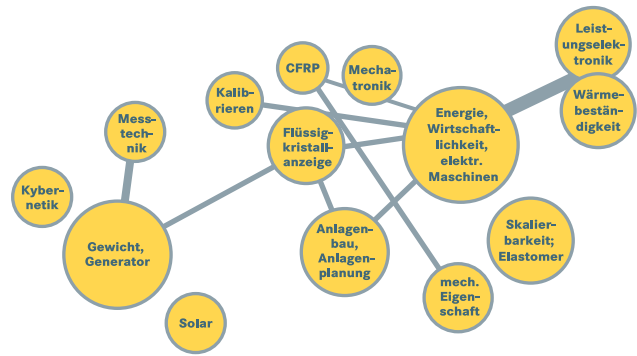 Leist-
ungselek-
tronik
CFRP
Mecha-
tronik
Kalib-
rieren
Energie,
Wirtschaft-
lichkeit,
elektr.
Maschinen
Wärme-
bestän-
digkeit
Mess-
tech-
nik
Flüssig-
kristall-
anzeige
Kyber-
netik
Gewicht,
Generator
Anlagen-
bau,
Anlagen-
planung
Skalier-
barkeit;
Elastomer
mech.
Eigen-
schaft
Solar